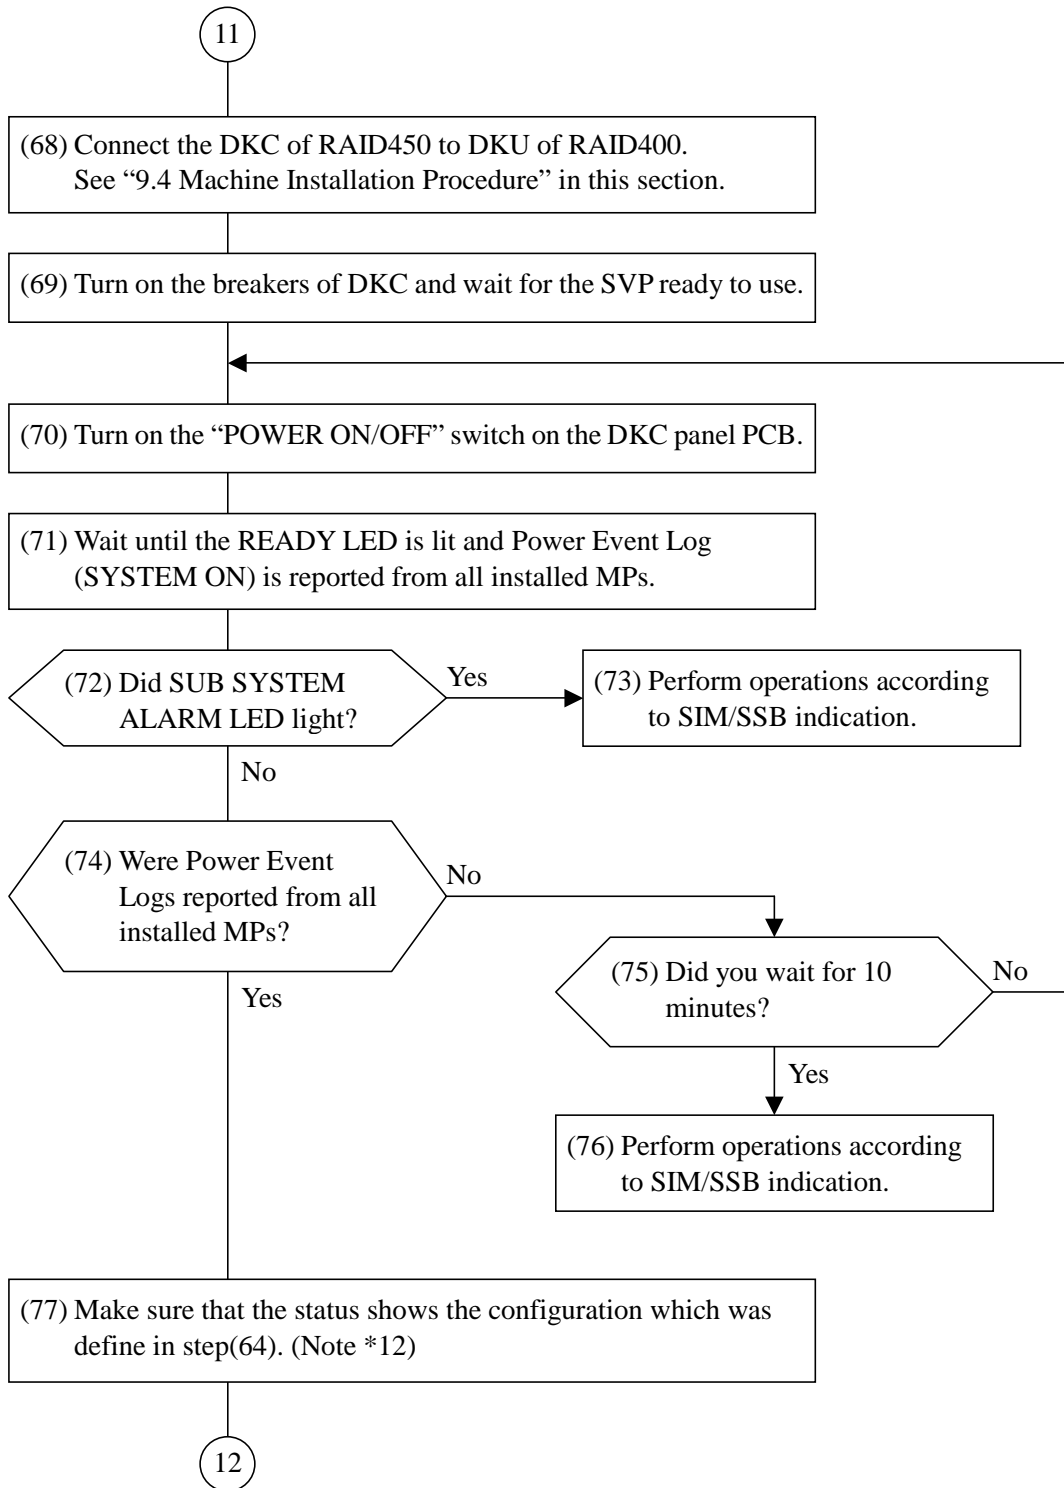 11
(68) Connect the DKC of RAID450 to DKU of RAID400.
See “9.4 Machine Installation Procedure” in this section.
(69) Turn on the breakers of DKC and wait for the SVP ready to use.
(70) Turn on the “POWER ON/OFF” switch on the DKC panel PCB.
(71) Wait until the READY LED is lit and Power Event Log
(SYSTEM ON) is reported from all installed MPs.
(72) Did SUB SYSTEM
ALARM LED light?
Yes
(73) Perform operations according
to SIM/SSB indication.
No
(74) Were Power Event
Logs reported from all
installed MPs?
No
(75) Did you wait for 10
minutes?
No
Yes
Yes
(76) Perform operations according
to SIM/SSB indication.
(77) Make sure that the status shows the configuration which was
define in step(64). (Note *12)
12